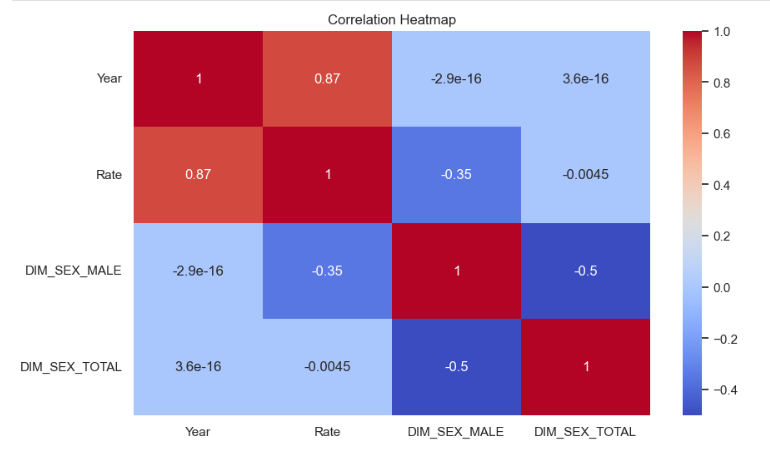 Correlation Heatmap
Year 1 0.87 -2.9e-16 3.6e-16
Rate 0.87 1 -0.35 -0.0045
DIM_SEX_MALE -2.9e-16 -0.35 1 -0.5
DIM_SEX_TOTAL 3.6e-16 -0.0045 -0.5 1
Year Rate DIM_SEX_MALE DIM_SEX_TOTAL
1.0
0.8
0.6
0.4
0.2
0.0
−0.2
−0.4